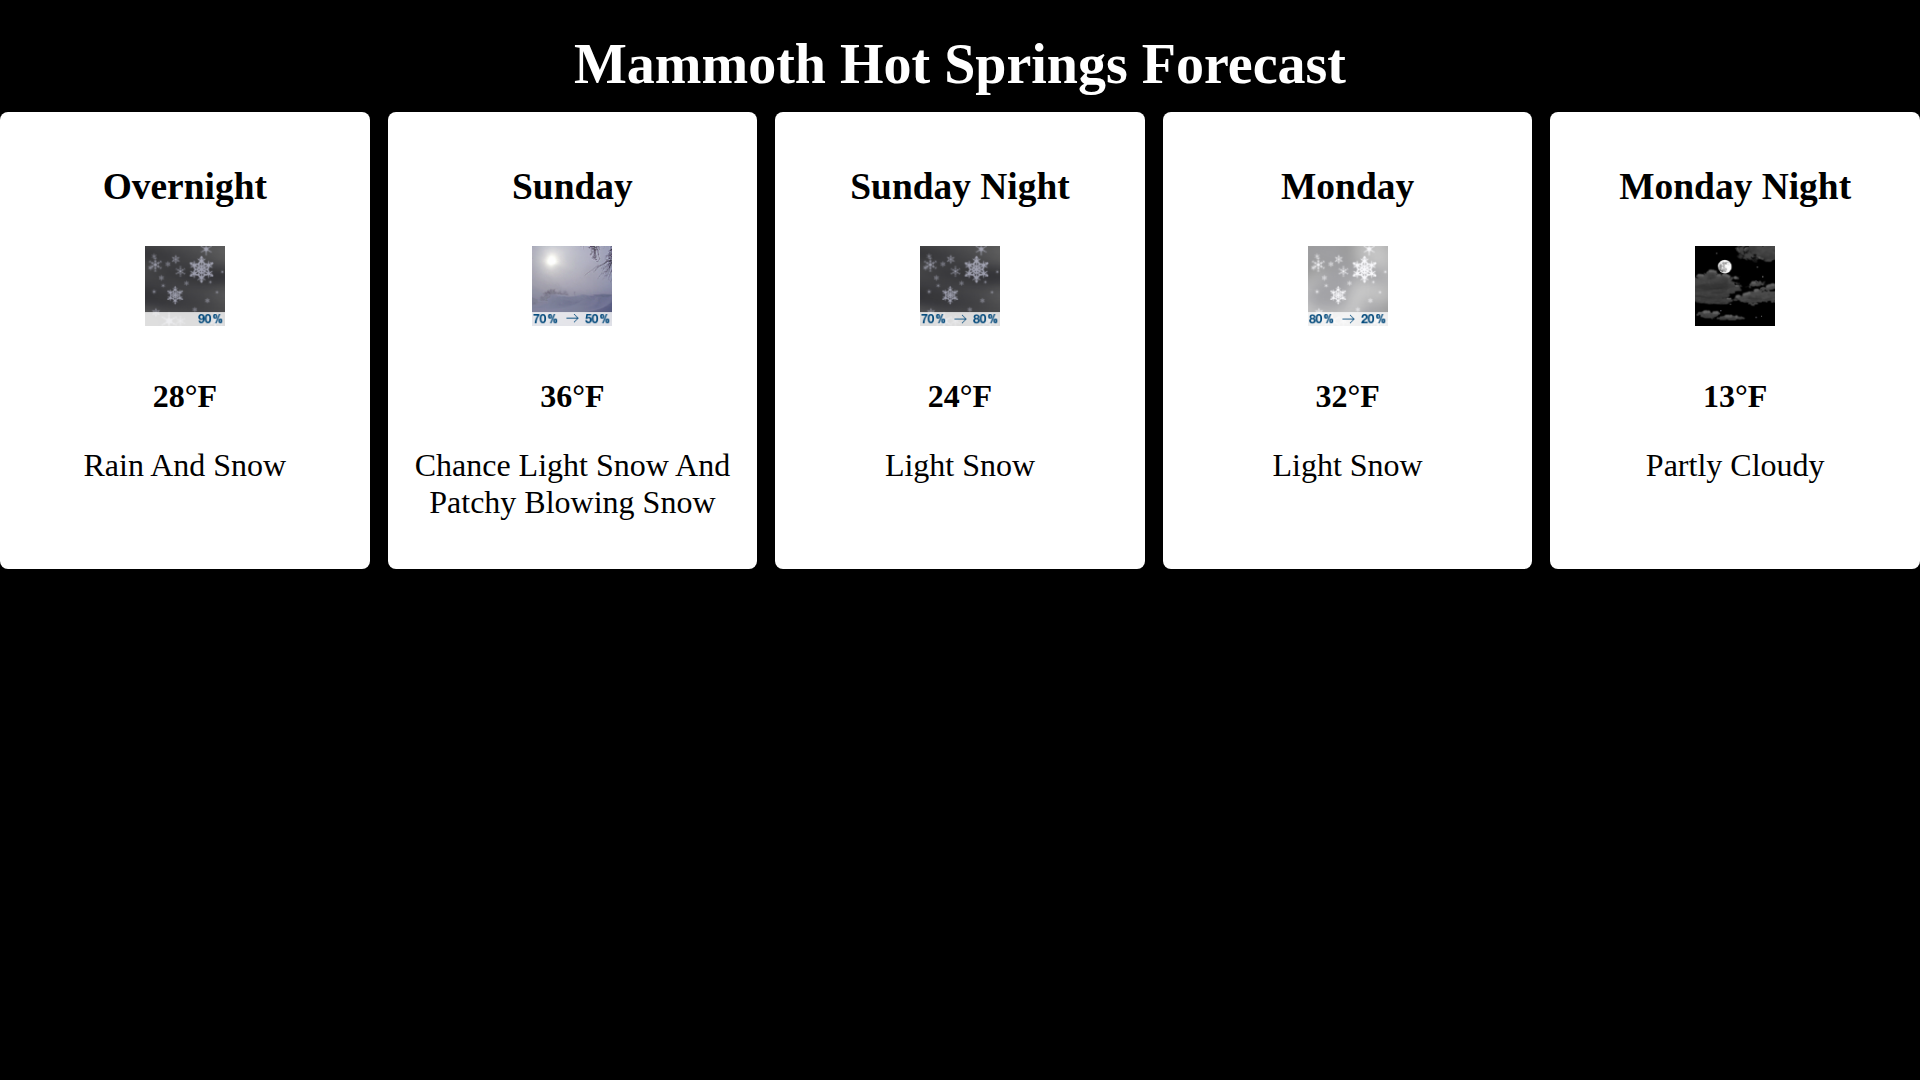 Mammoth Hot Springs Forecast
Overnight
90%
28°F
Rain And Snow
Sunday
70% → 50%
36°F
Chance Light Snow And
Patchy Blowing Snow
Sunday Night
70% → 80%
24°F
Light Snow
Monday
80% → 20%
32°F
Light Snow
Monday Night
13°F
Partly Cloudy